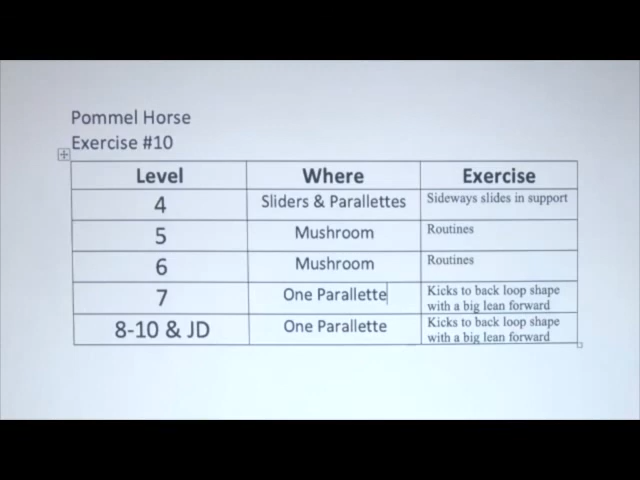 Pommel Horse
Exercise #10
Level Where Exercise
4 Sliders & Parallettes Sideways slides in support
5 Mushroom Routines
6 Mushroom Routines
7 One Parallette Kicks to back loop shape
with a big lean forward
8-10 & JD One Parallette Kicks to back loop shape
with a big lean forward